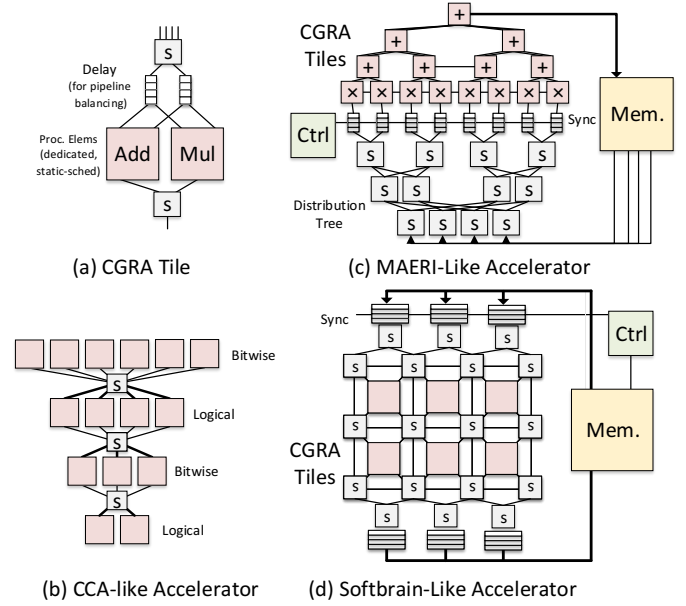 S
Delay
(for pipeline
balancing)
Proc. Elems
(dedicated,
static-sched)
Add
Mul
S
(a) CGRA Tile
CGRA
Tiles
+
+ +
+ + + +
× × × × × × × ×
Ctrl
Sync
Mem.
S S S S
S S S S
Distribution
Tree
S S S S
(c) MAERI-Like Accelerator
Bitwise
S
Logical
S
Bitwise
S
Logical
(b) CCA-like Accelerator
Sync
Ctrl
S S S
S S S S
S S S S
CGRA
Tiles
Mem.
S S S S
S S S
(d) Softbrain-Like Accelerator